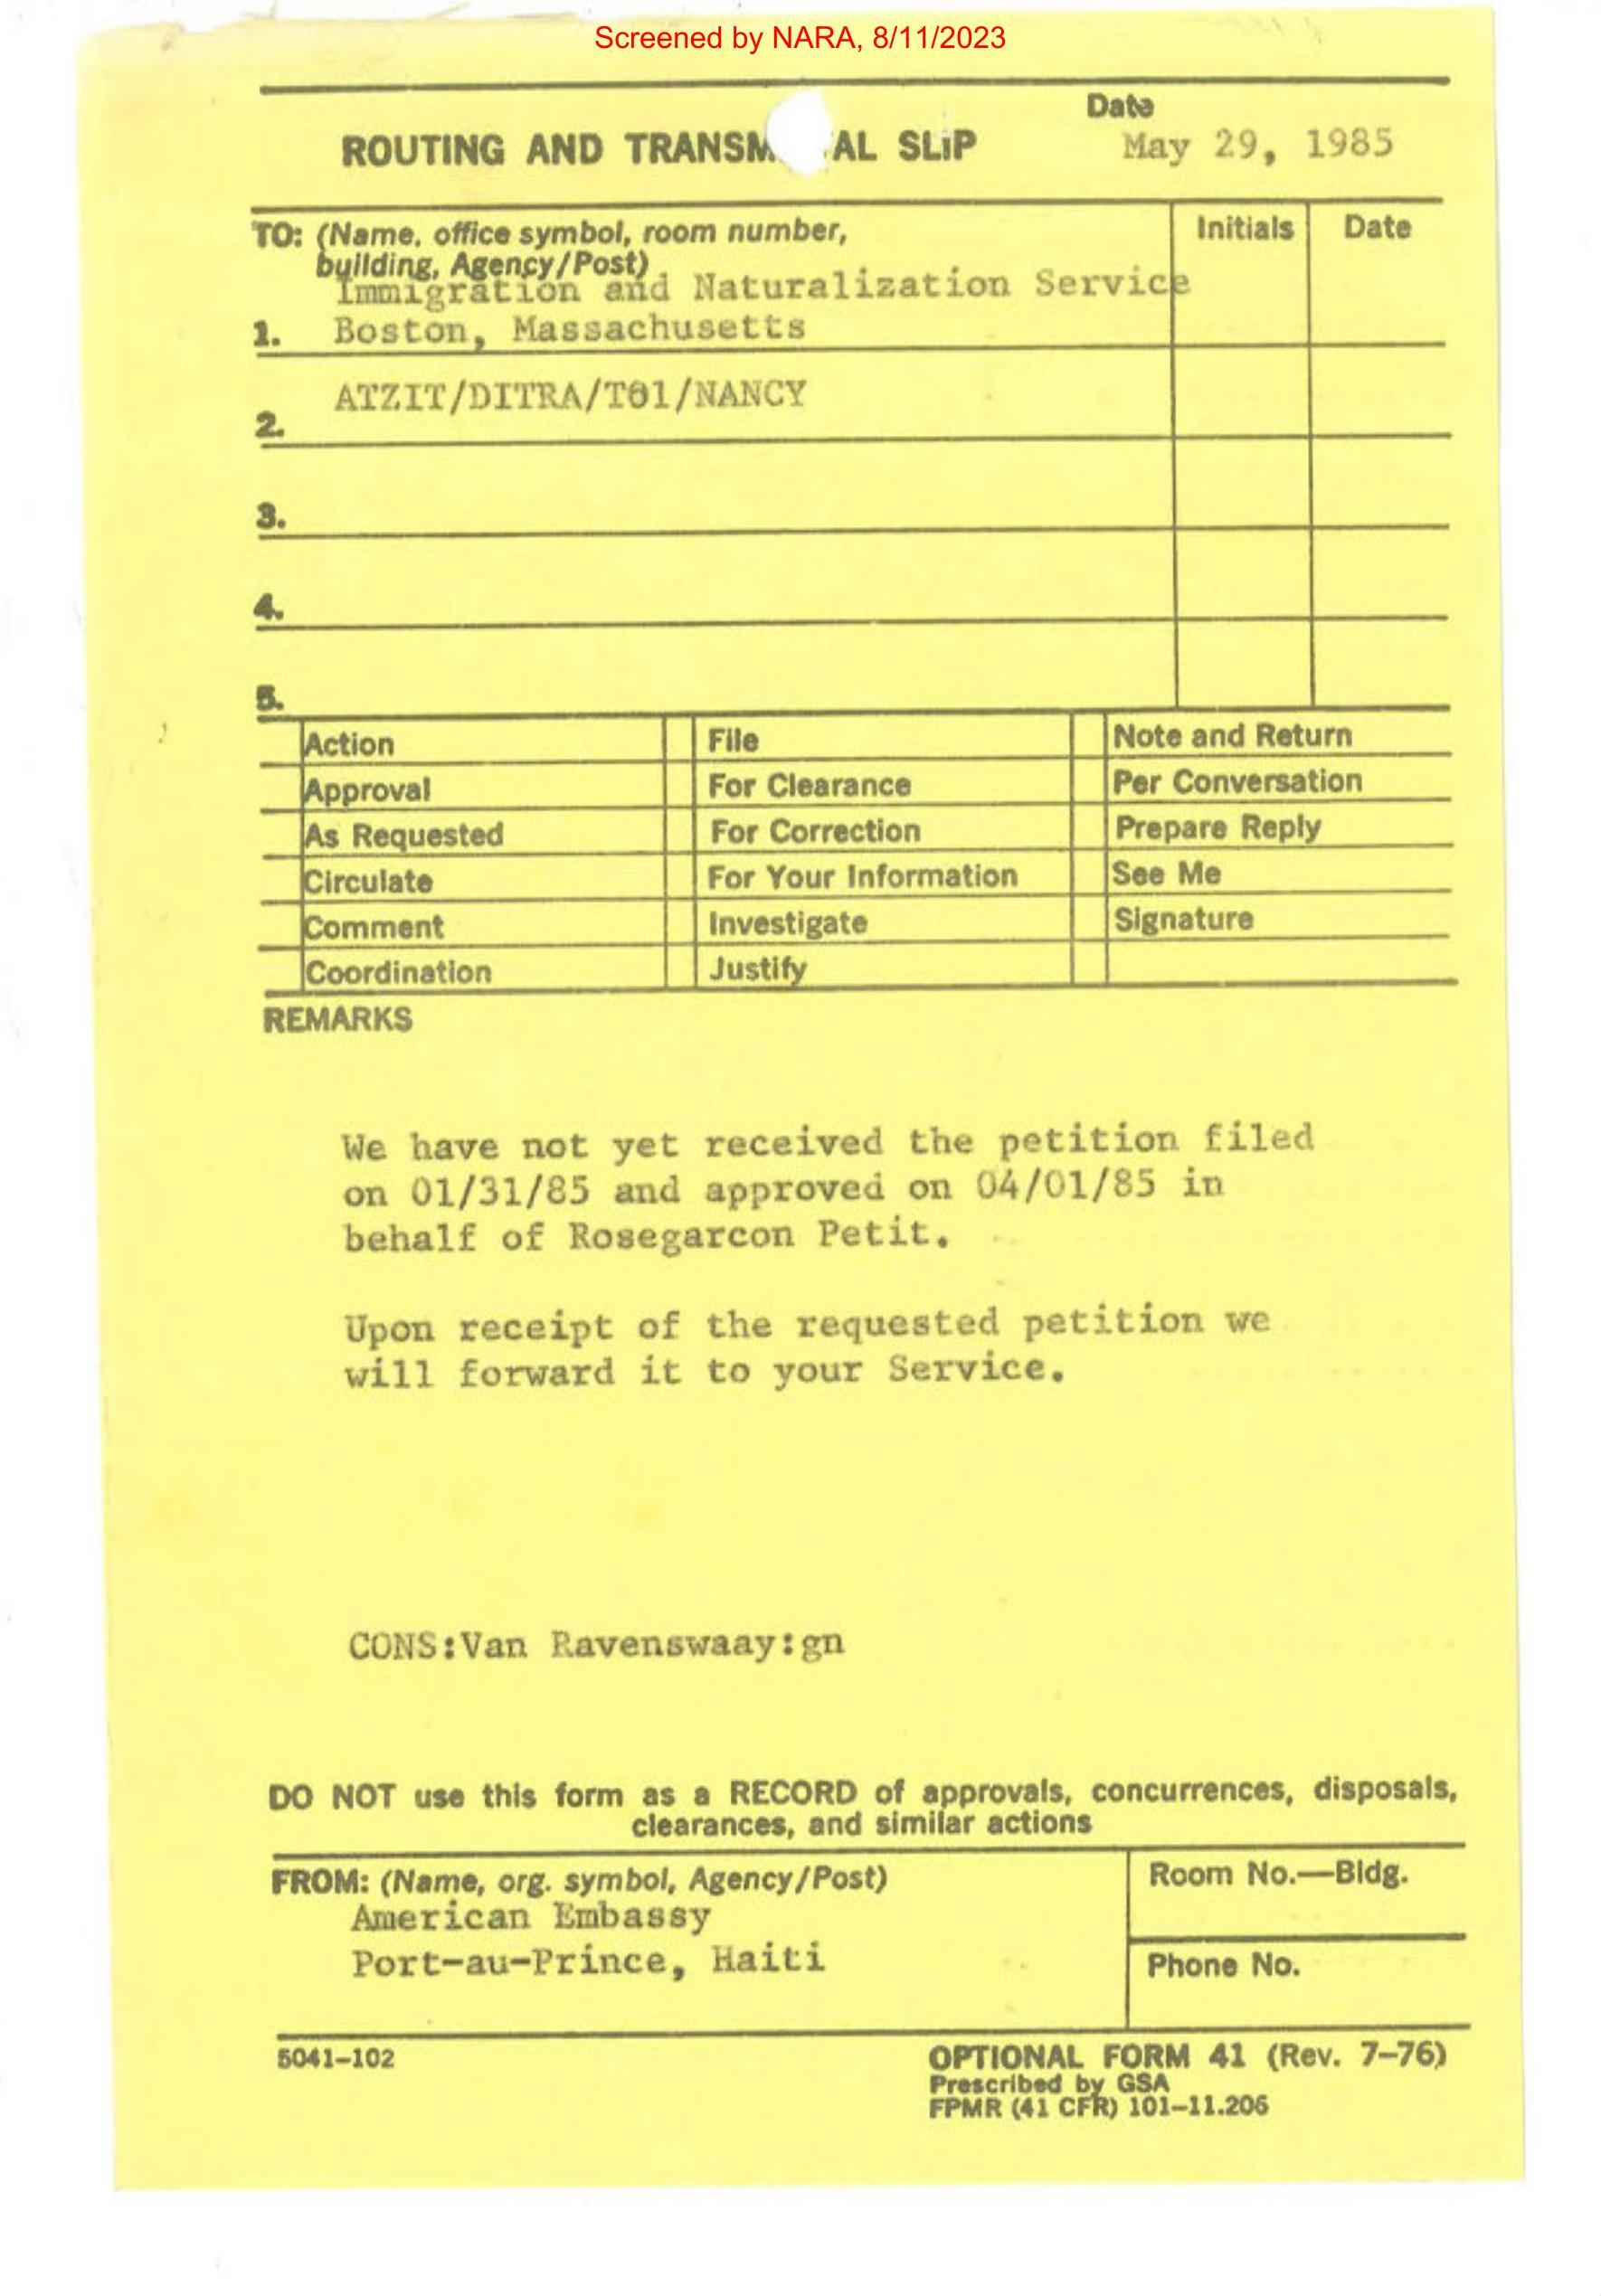 Screened by NARA, 8/11/2023
Date
ROUTING AND TRANSM AL SLIP
May 29, 1985
TO: (Name, office symbol, room number,
building, Agency/Post)
Initials
Date
Immigration and Naturalization Service
1. Boston, Massachusetts
ATZIT/DITRA/T01/NANCY
2.
3.
4.
5.
Action File Note and Return
Approval For Clearance Per Conversation
As Requested For Correction Prepare Reply
Circulate For Your Information See Me
Comment Investigate Signature
Coordination Justify
REMARKS
We have not yet received the petition filed
on 01/31/85 and approved on 04/01/85 in
behalf of Rosegarcon Petit.
Upon receipt of the requested petition we
will forward it to your Service.
CONS:Van Ravenswaay:gn
DO NOT use this form as a RECORD of approvals, concurrences, disposals,
clearances, and similar actions
FROM: (Name, org. symbol, Agency/Post)
Room No.—Bldg.
American Embassy
Port-au-Prince, Haiti
Phone No.
5041-102
OPTIONAL FORM 41 (Rev. 7-76)
Prescribed by GSA
FPMR (41 CFR) 101-11.206